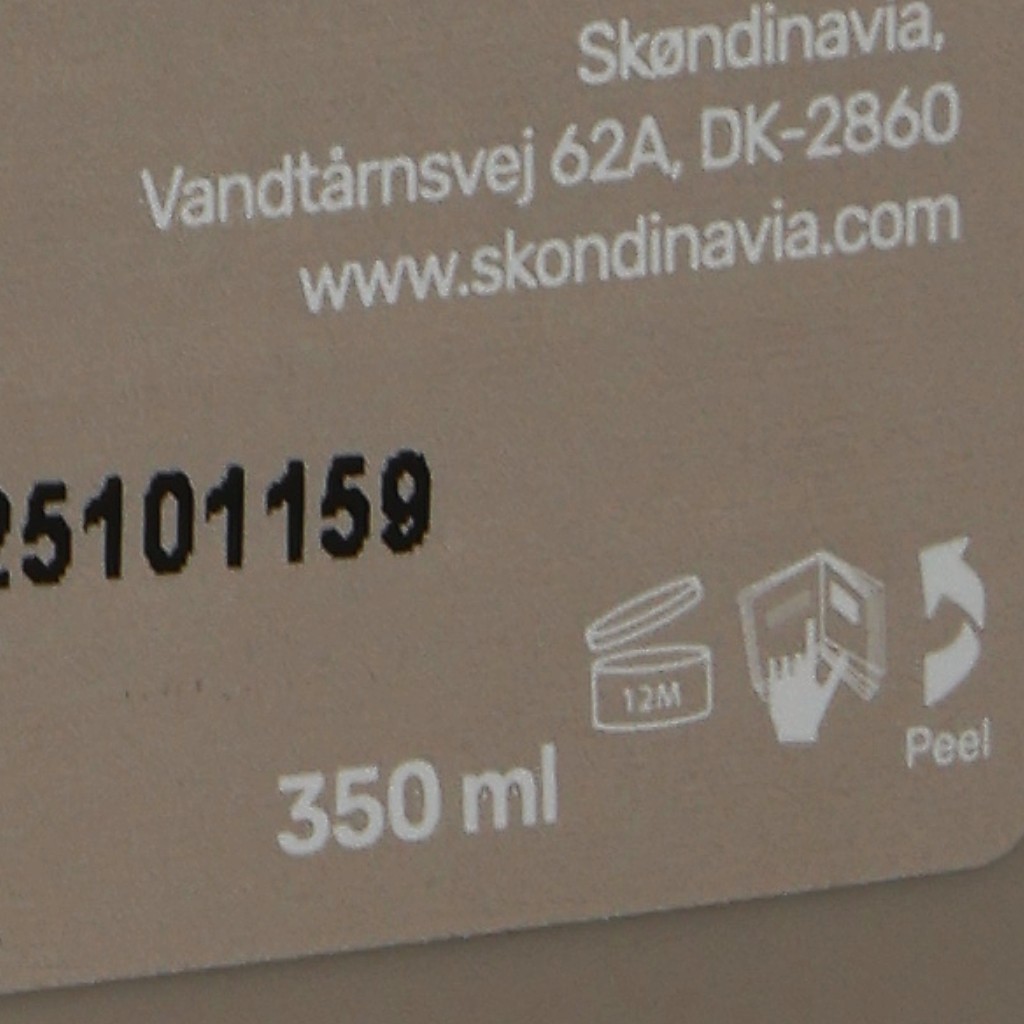 Skøndinavia,
Vandtårnsvej 62A, DK-2860
www.skondinavia.com
25101159
12M
Peel
350 ml